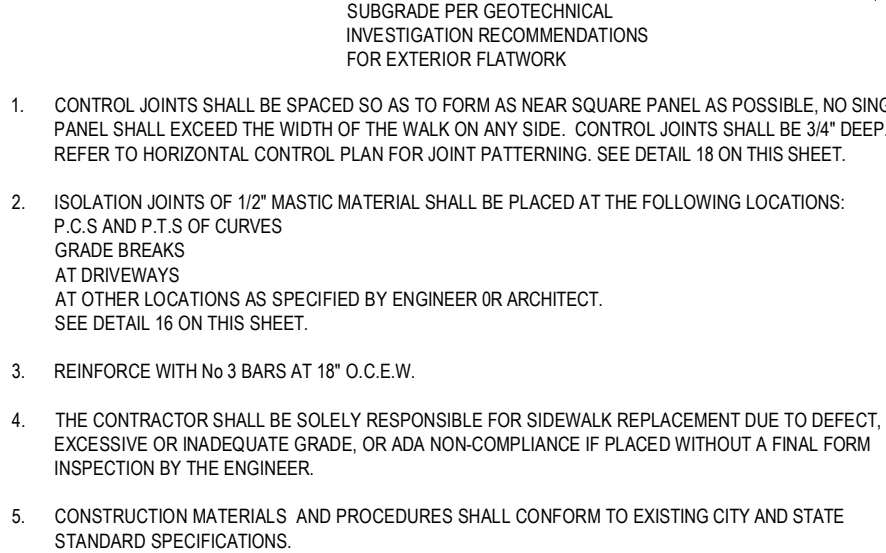 SUBGRADE PER GEOTECHNICAL
INVESTIGATION RECOMMENDATIONS
FOR EXTERIOR FLATWORK
1. CONTROL JOINTS SHALL BE SPACED SO AS TO FORM AS NEAR SQUARE PANEL AS POSSIBLE, NO
PANEL SHALL EXCEED THE WIDTH OF THE WALK ON ANY SIDE. CONTROL JOINTS SHALL BE 3/4" DEEP.
REFER TO HORIZONTAL CONTROL PLAN FOR JOINT PATTERNING. SEE DETAIL 18 ON THIS SHEET.
2. ISOLATION JOINTS OF 1/2" MASTIC MATERIAL SHALL BE PLACED AT THE FOLLOWING LOCATIONS:
P.C.S AND P.T.S OF CURVES
GRADE BREAKS
AT DRIVEWAYS
AT OTHER LOCATIONS AS SPECIFIED BY ENGINEER 0R ARCHITECT.
SEE DETAIL 16 ON THIS SHEET.
3. REINFORCE WITH No 3 BARS AT 18" O.C.E.W.
4. THE CONTRACTOR SHALL BE SOLELY RESPONSIBLE FOR SIDEWALK REPLACEMENT DUE TO DEFECT,
EXCESSIVE OR INADEQUATE GRADE, OR ADA NON-COMPLIANCE IF PLACED WITHOUT A FINAL FORM
INSPECTION BY THE ENGINEER.
5. CONSTRUCTION MATERIALS AND PROCEDURES SHALL CONFORM TO EXISTING CITY AND STATE
STANDARD SPECIFICATIONS.